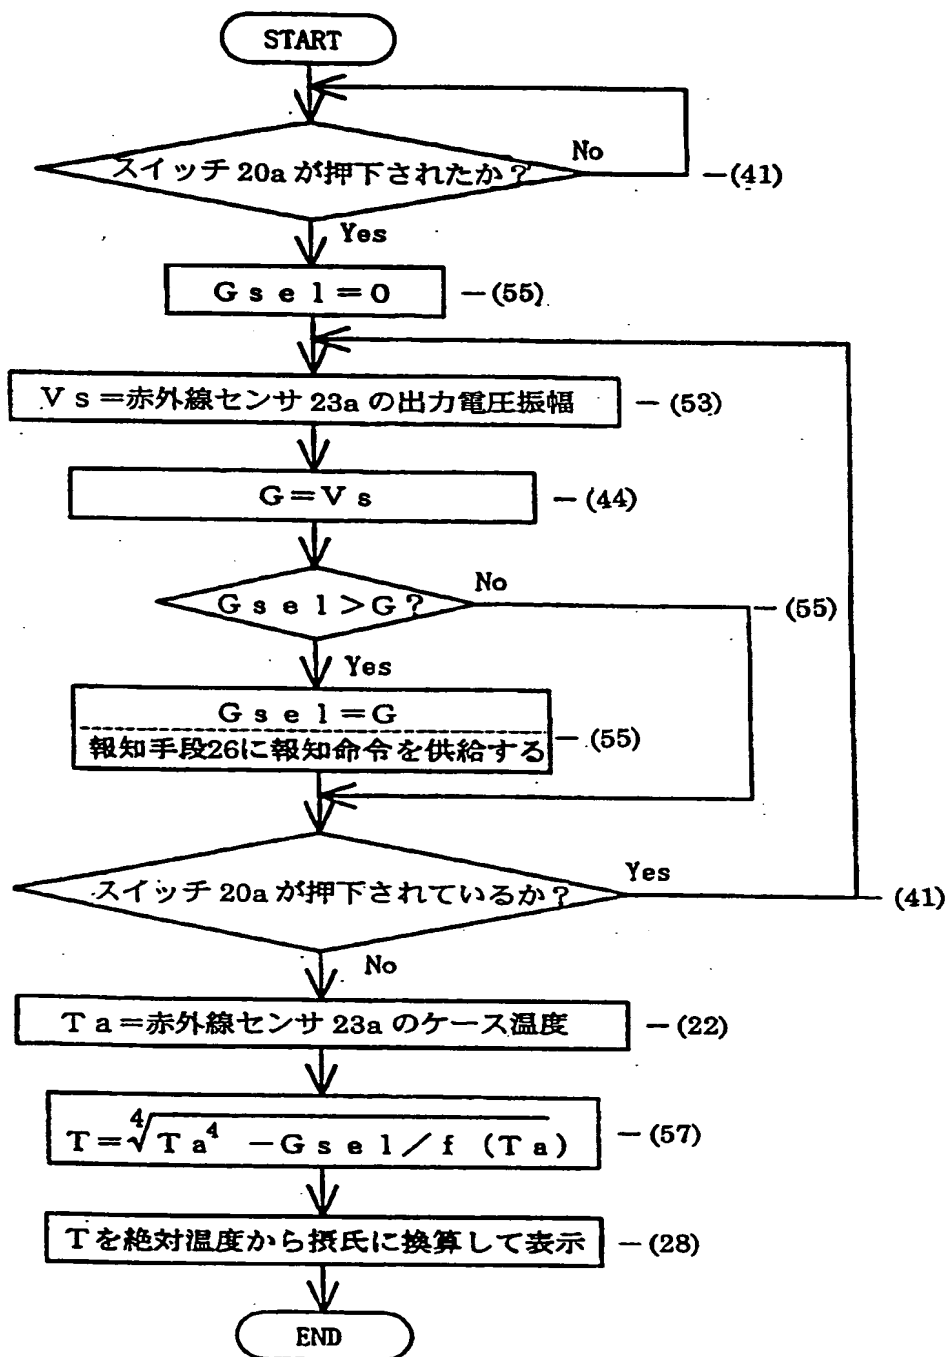 START
スイッチ 20a が押下されたか？
No
―(41)
Yes
Ｇｓｅｌ＝０
―(55)
Ｖｓ＝赤外線センサ 23a の出力電圧振幅
―(53)
Ｇ＝Ｖｓ
―(44)
Ｇｓｅｌ＞Ｇ？
No
―(55)
Yes
Ｇｓｅｌ＝Ｇ
報知手段26に報知命令を供給する
―(55)
スイッチ 20a が押下されているか？
Yes
―(41)
No
Ｔａ＝赤外線センサ 23a のケース温度
―(22)
Ｔ＝∜Ｔａ⁴ －Ｇｓｅｌ／ｆ（Ｔａ）
―(57)
Ｔを絶対温度から摂氏に換算して表示
―(28)
END